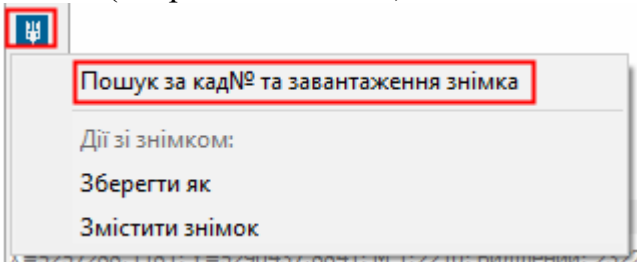 Пошук за кад№ та завантаження знімка
Дії зі знімком:
Зберегти як
Змістити знімок